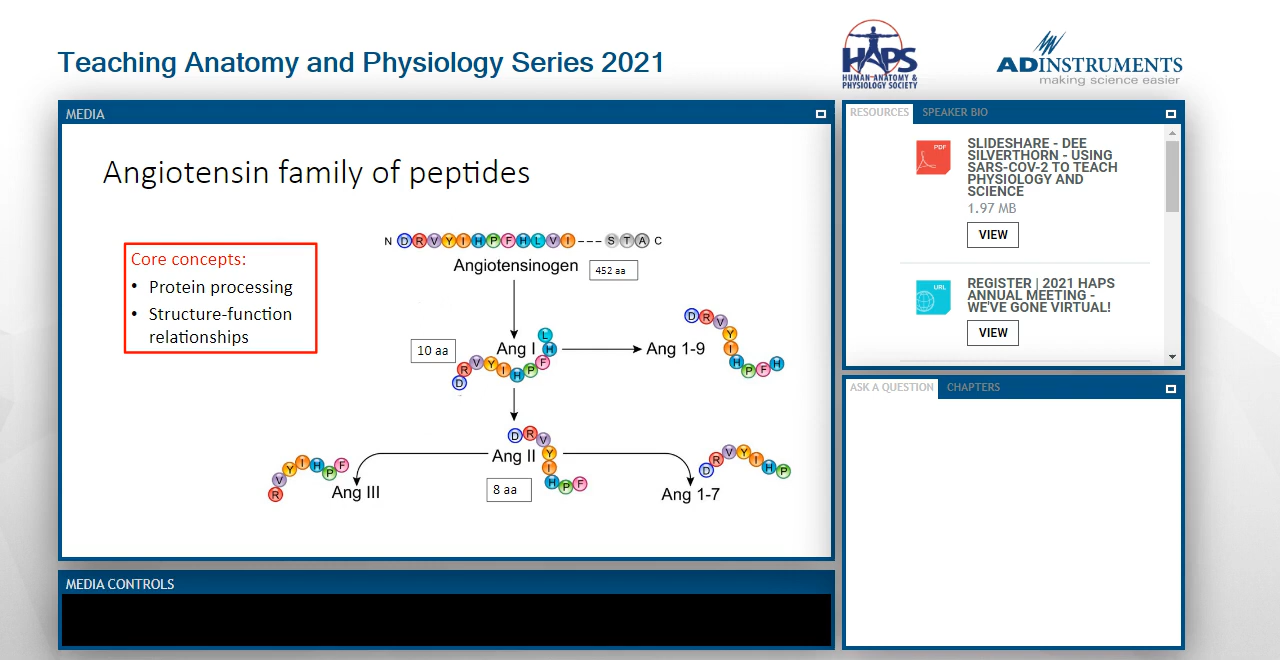 Teaching Anatomy and Physiology Series 2021
HAPS
HUMAN ANATOMY &
PHYSIOLOGY SOCIETY
ADINSTRUMENTS
making science easier
MEDIA
Angiotensin family of peptides
Core concepts:
• Protein processing
• Structure-function
relationships
N D R V Y I H P F H L V I --- S T A C
Angiotensinogen
452 aa
10 aa
Ang I
D R V Y I H P F H L
Ang 1-9
D R V Y I H P F H
Ang II
D R V Y I H P F
8 aa
Ang III
R V Y I H P F
Ang 1-7
D R V Y I H P
MEDIA CONTROLS
RESOURCES
SPEAKER BIO
PDF
SLIDESHARE - DEE
SILVERTHORN - USING
SARS-COV-2 TO TEACH
PHYSIOLOGY AND
SCIENCE
1.97 MB
VIEW
URL
REGISTER | 2021 HAPS
ANNUAL MEETING -
WE'VE GONE VIRTUAL!
VIEW
ASK A QUESTION
CHAPTERS